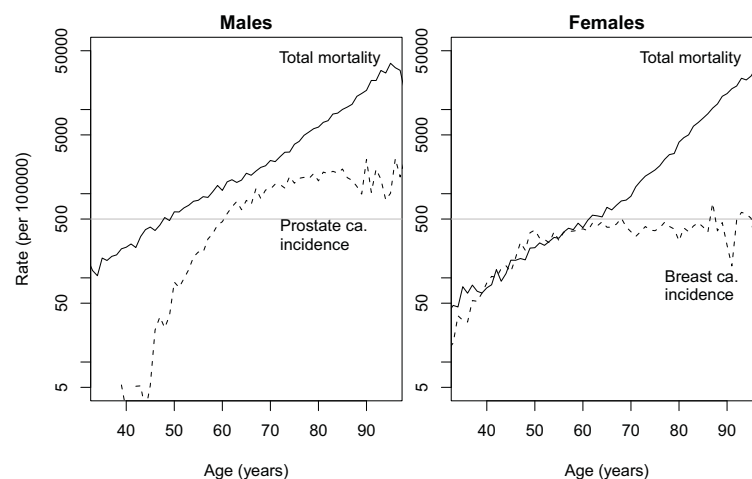 Males
Females
Total mortality
Total mortality
Prostate ca.
incidence
Breast ca.
incidence
Rate (per 100000)
50000
5000
500
50
5
50000
5000
500
50
5
40 50 60 70 80 90
40 50 60 70 80 90
Age (years)
Age (years)